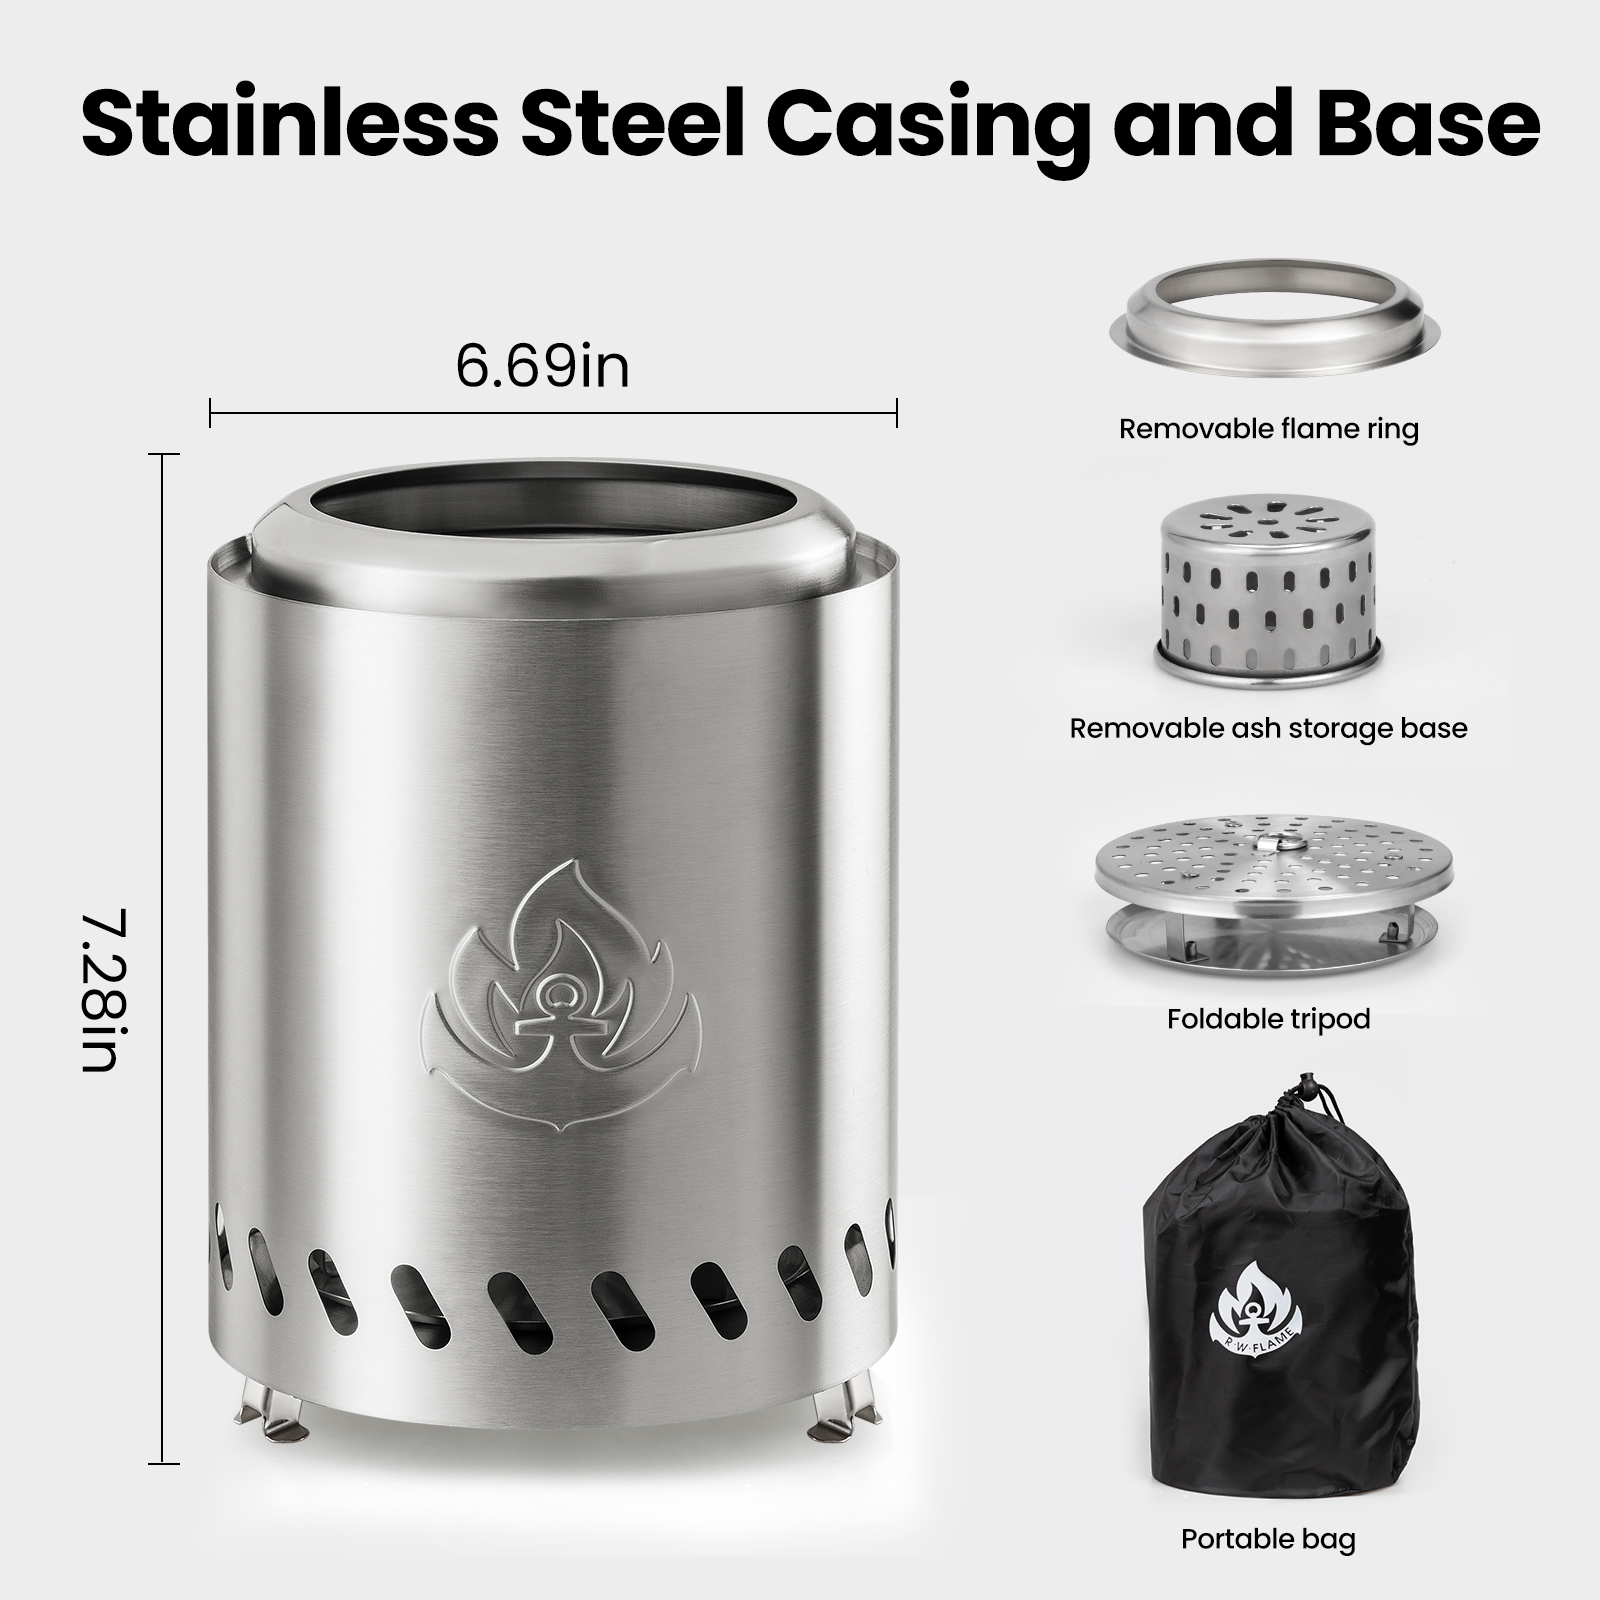 Stainless Steel Casing and Base
6.69in
7.28in
Removable flame ring
Removable ash storage base
Foldable tripod
R·W·FLAME
Portable bag